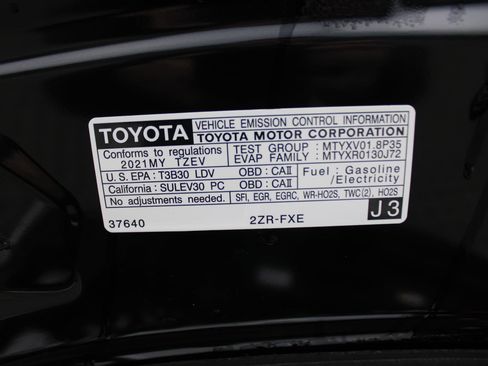 TOYOTA
VEHICLE EMISSION CONTROL INFORMATION
TOYOTA MOTOR CORPORATION
Conforms to regulations
2021MY TZEV
TEST GROUP : MTYXV01.8P35
EVAP FAMILY : MTYXR0130J72
U.S. EPA : T3B30 LDV OBD : CAII
California : SULEV30 PC OBD : CAII
Fuel : Gasoline
/Electricity
No adjustments needed.
SFI, EGR, EGRC, WR-HO2S, TWC(2), HO2S
37640
2ZR-FXE
J3